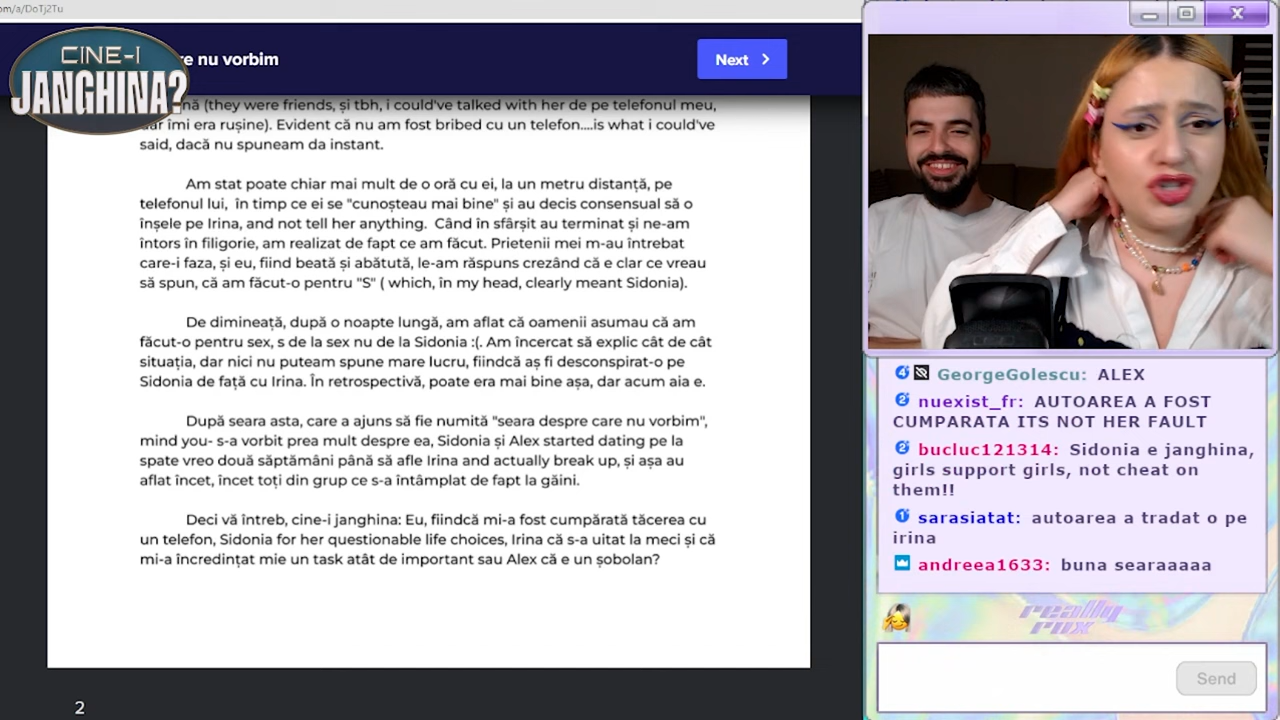 om/a/DoTj2Tu
CINE-I
JANGHINA?
re nu vorbim
Next
nă (they were friends, și tbh, i could've talked with her de pe telefonul meu,
dar îmi era rușine). Evident că nu am fost bribed cu un telefon....is what i could've
said, dacă nu spuneam da instant.
Am stat poate chiar mai mult de o oră cu ei, la un metru distanță, pe
telefonul lui, în timp ce ei se "cunoșteau mai bine" și au decis consensual să o
înșele pe Irina, and not tell her anything. Când în sfârșit au terminat și ne-am
întors în filigorie, am realizat de fapt ce am făcut. Prietenii mei m-au întrebat
care-i faza, și eu, fiind beată și abătută, le-am răspuns crezând că e clar ce vreau
să spun, că am făcut-o pentru "S" ( which, în my head, clearly meant Sidonia).
De dimineață, după o noapte lungă, am aflat că oamenii asumau că am
făcut-o pentru sex, s de la sex nu de la Sidonia :(. Am încercat să explic cât de cât
situația, dar nici nu puteam spune mare lucru, fiindcă aș fi desconspirat-o pe
Sidonia de față cu Irina. În retrospectivă, poate era mai bine așa, dar acum aia e.
După seara asta, care a ajuns să fie numită "seara despre care nu vorbim",
mind you- s-a vorbit prea mult despre ea, Sidonia și Alex started dating pe la
spate vreo două săptămâni până să afle Irina and actually break up, și așa au
aflat încet, încet toți din grup ce s-a întâmplat de fapt la găini.
Deci vă întreb, cine-i janghina: Eu, fiindcă mi-a fost cumpărată tăcerea cu
un telefon, Sidonia for her questionable life choices, Irina că s-a uitat la meci și că
mi-a încredințat mie un task atât de important sau Alex că e un șobolan?
2
GeorgeGolescu: ALEX
nuexist_fr: AUTOAREA A FOST
CUMPARATA ITS NOT HER FAULT
bucluc121314: Sidonia e janghina,
girls support girls, not cheat on
them!!
sarasiatat: autoarea a tradat o pe
irina
andreea1633: buna searaaaaa
really
rux
Send